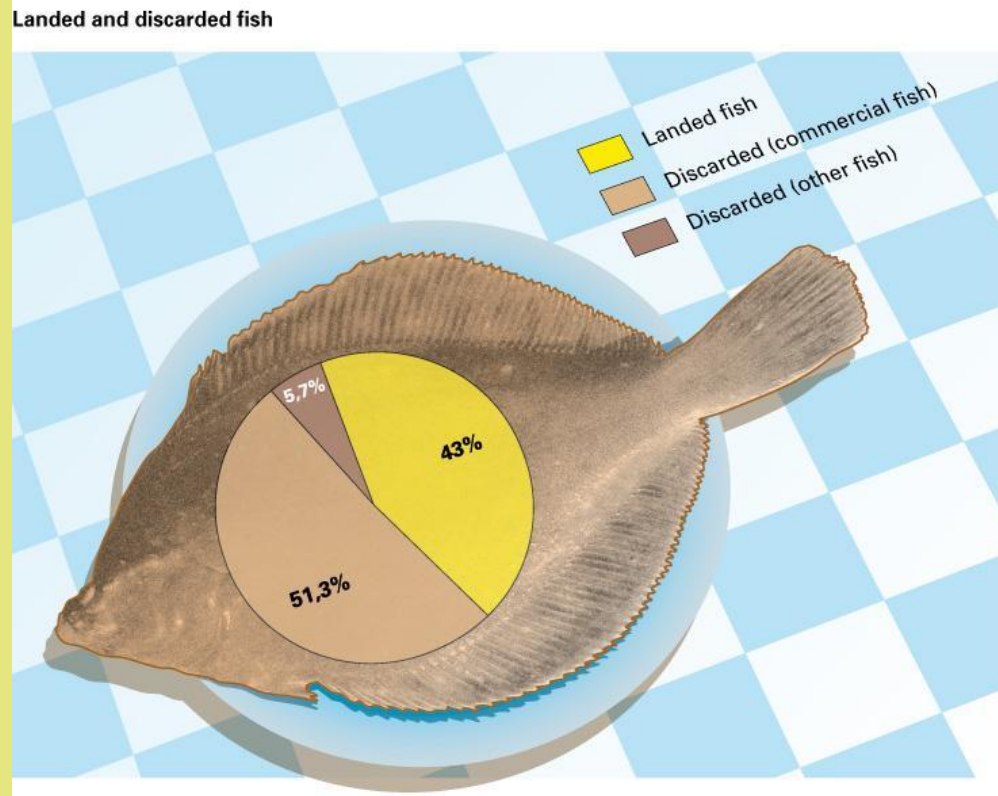 Landed and discarded fish
Landed fish
Discarded (commercial fish)
Discarded (other fish)
5,7%
43%
51,3%